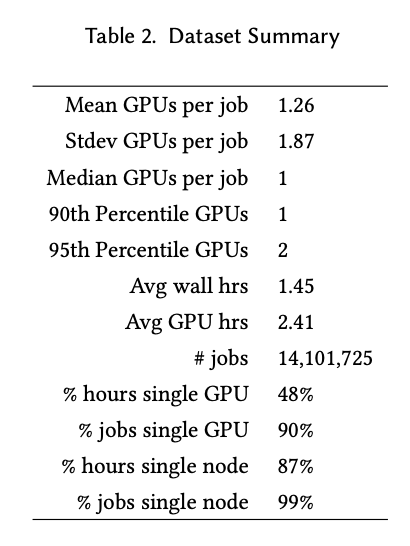 Table 2. Dataset Summary
Mean GPUs per job 1.26
Stdev GPUs per job 1.87
Median GPUs per job 1
90th Percentile GPUs 1
95th Percentile GPUs 2
Avg wall hrs 1.45
Avg GPU hrs 2.41
# jobs 14,101,725
% hours single GPU 48%
% jobs single GPU 90%
% hours single node 87%
% jobs single node 99%